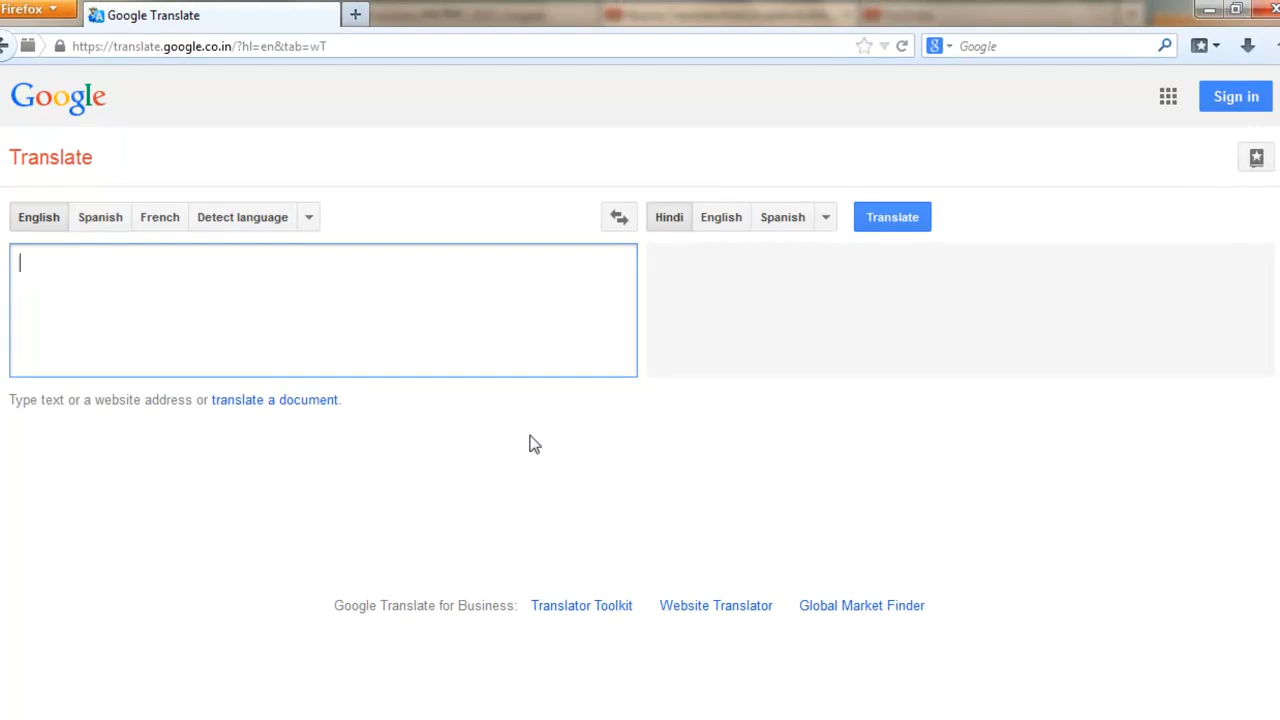 Firefox
Google Translate
https://translate.google.co.in/?hl=en&tab=wT
8 Google
Google
Sign in
Translate
English Spanish French Detect language Hindi English Spanish Translate
Type text or a website address or translate a document.
Google Translate for Business: Translator Toolkit Website Translator Global Market Finder